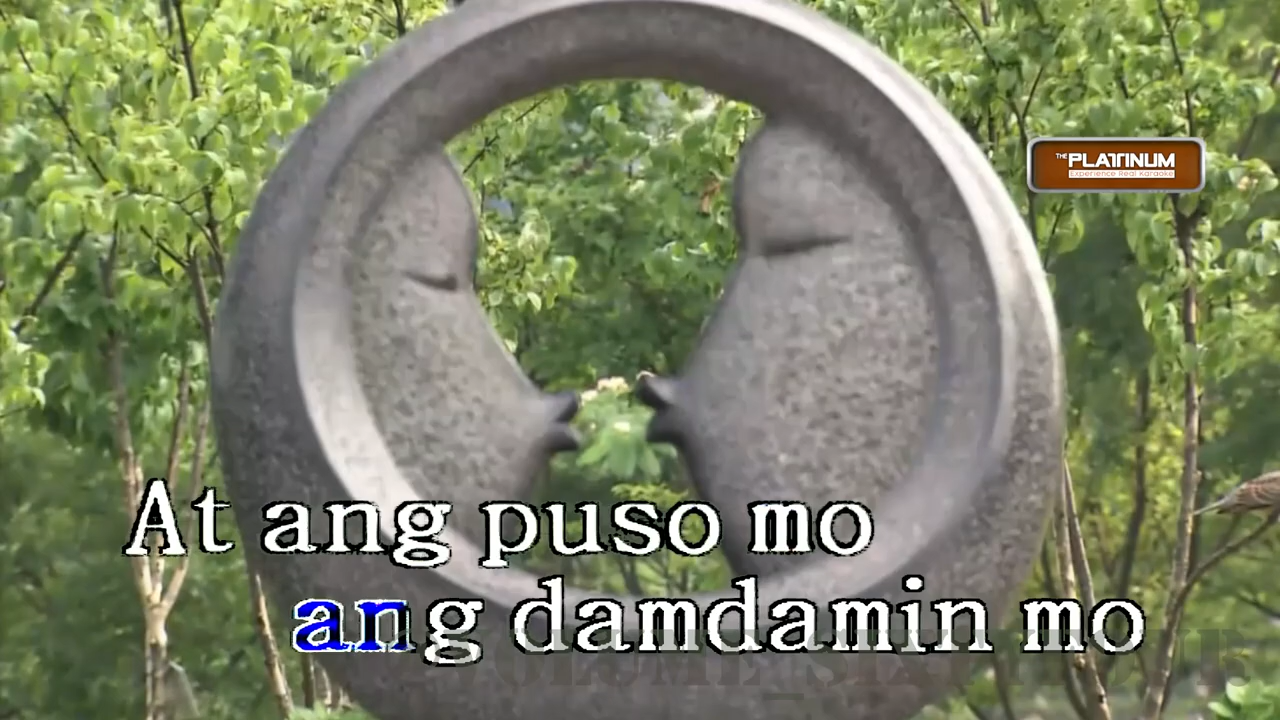 THE PLATINUM
Experience Real Karaoke
At ang puso mo
ang damdamin mo